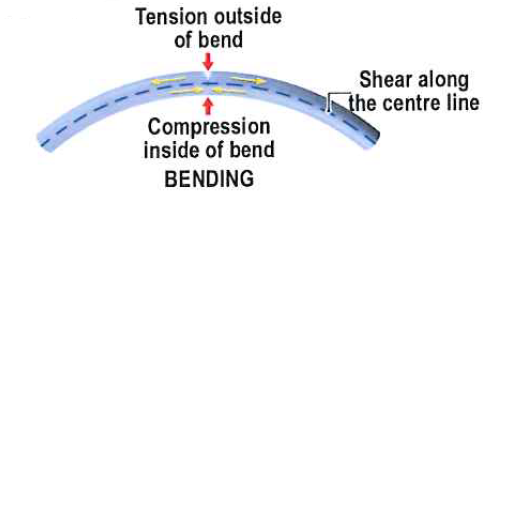 Tension outside
of bend
Shear along
the centre line
Compression
inside of bend
BENDING